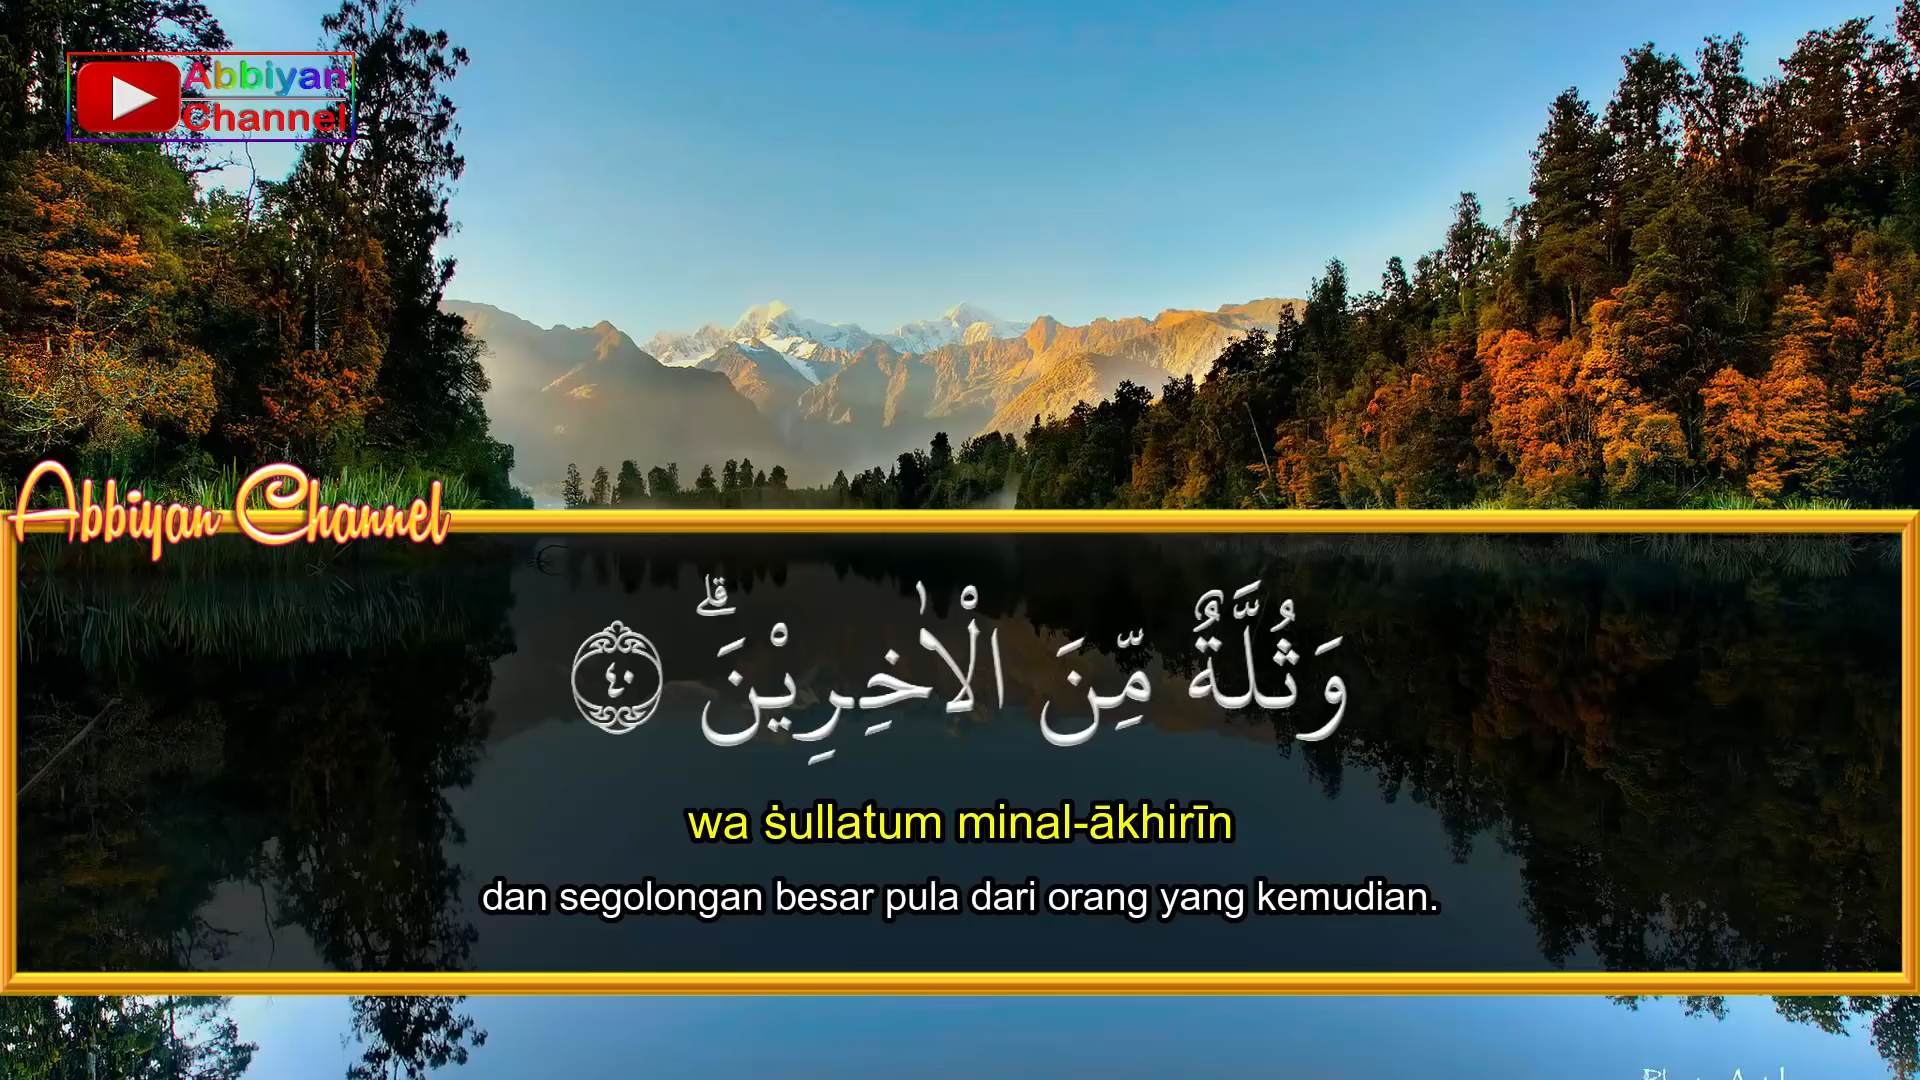 Abbiyan
Channel
Abbiyan Channel
وَثُلَّةٌ مِّنَ الْاٰخِرِيْنَۗ ٤٠
wa ṡullatum minal-ākhirīn
dan segolongan besar pula dari orang yang kemudian.